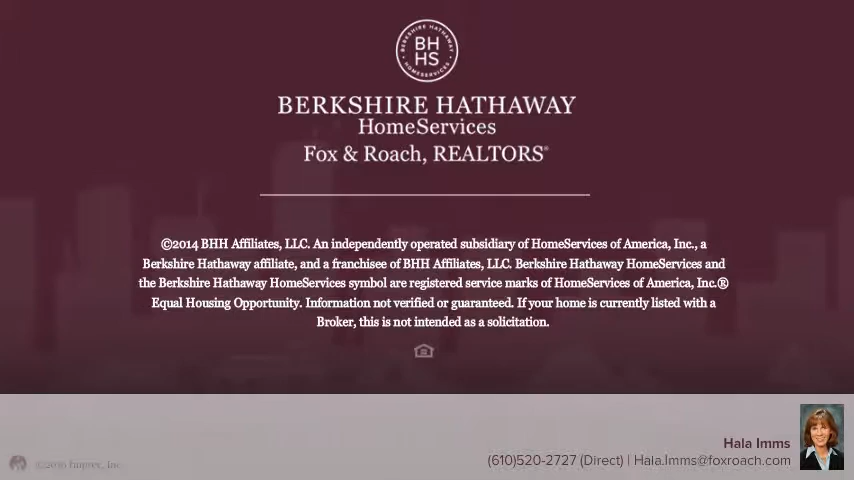 BERKSHIRE HATHAWAY
HOMESERVICES
BH
HS
BERKSHIRE HATHAWAY
HomeServices
Fox & Roach, REALTORS®
©2014 BHH Affiliates, LLC. An independently operated subsidiary of HomeServices of America, Inc., a
Berkshire Hathaway affiliate, and a franchisee of BHH Affiliates, LLC. Berkshire Hathaway HomeServices and
the Berkshire Hathaway HomeServices symbol are registered service marks of HomeServices of America, Inc.®
Equal Housing Opportunity. Information not verified or guaranteed. If your home is currently listed with a
Broker, this is not intended as a solicitation.
Hala Imms
(610)520-2727 (Direct) | Hala.Imms@foxroach.com
Inc.